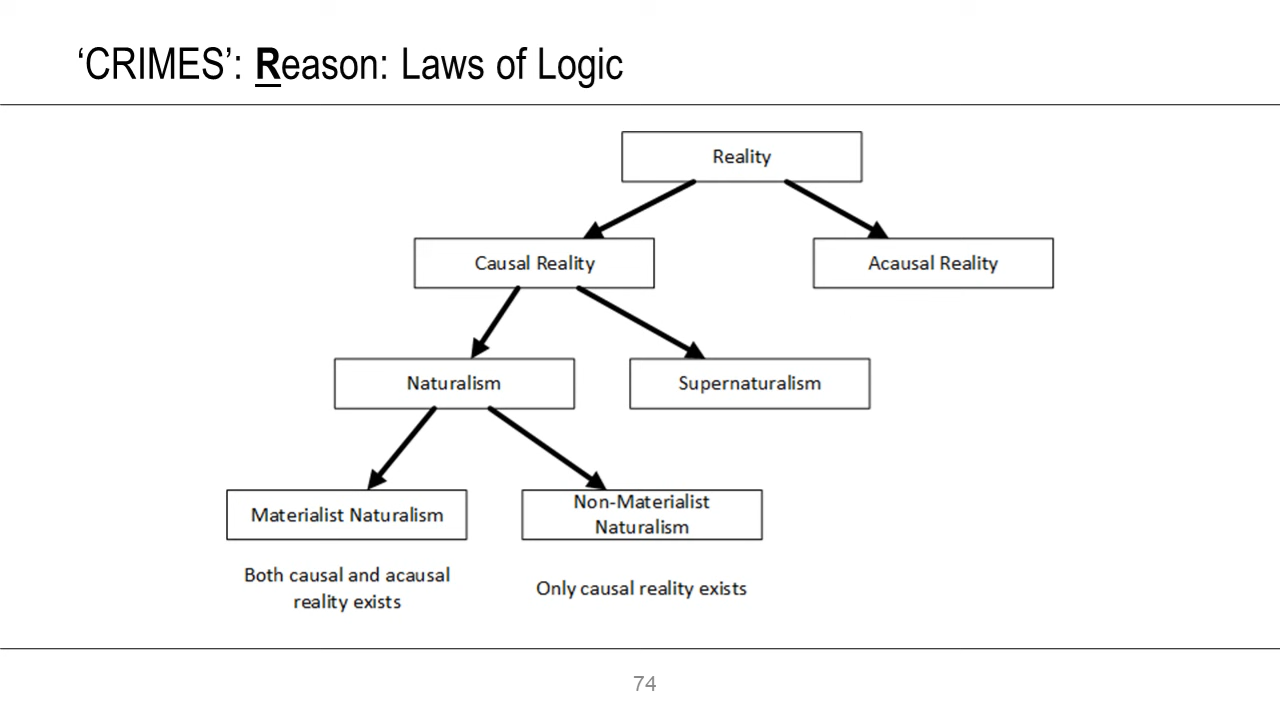 ‘CRIMES’: Reason: Laws of Logic
Reality
Causal Reality
Acausal Reality
Naturalism
Supernaturalism
Materialist Naturalism
Non-Materialist
Naturalism
Both causal and acausal
reality exists
Only causal reality exists
74